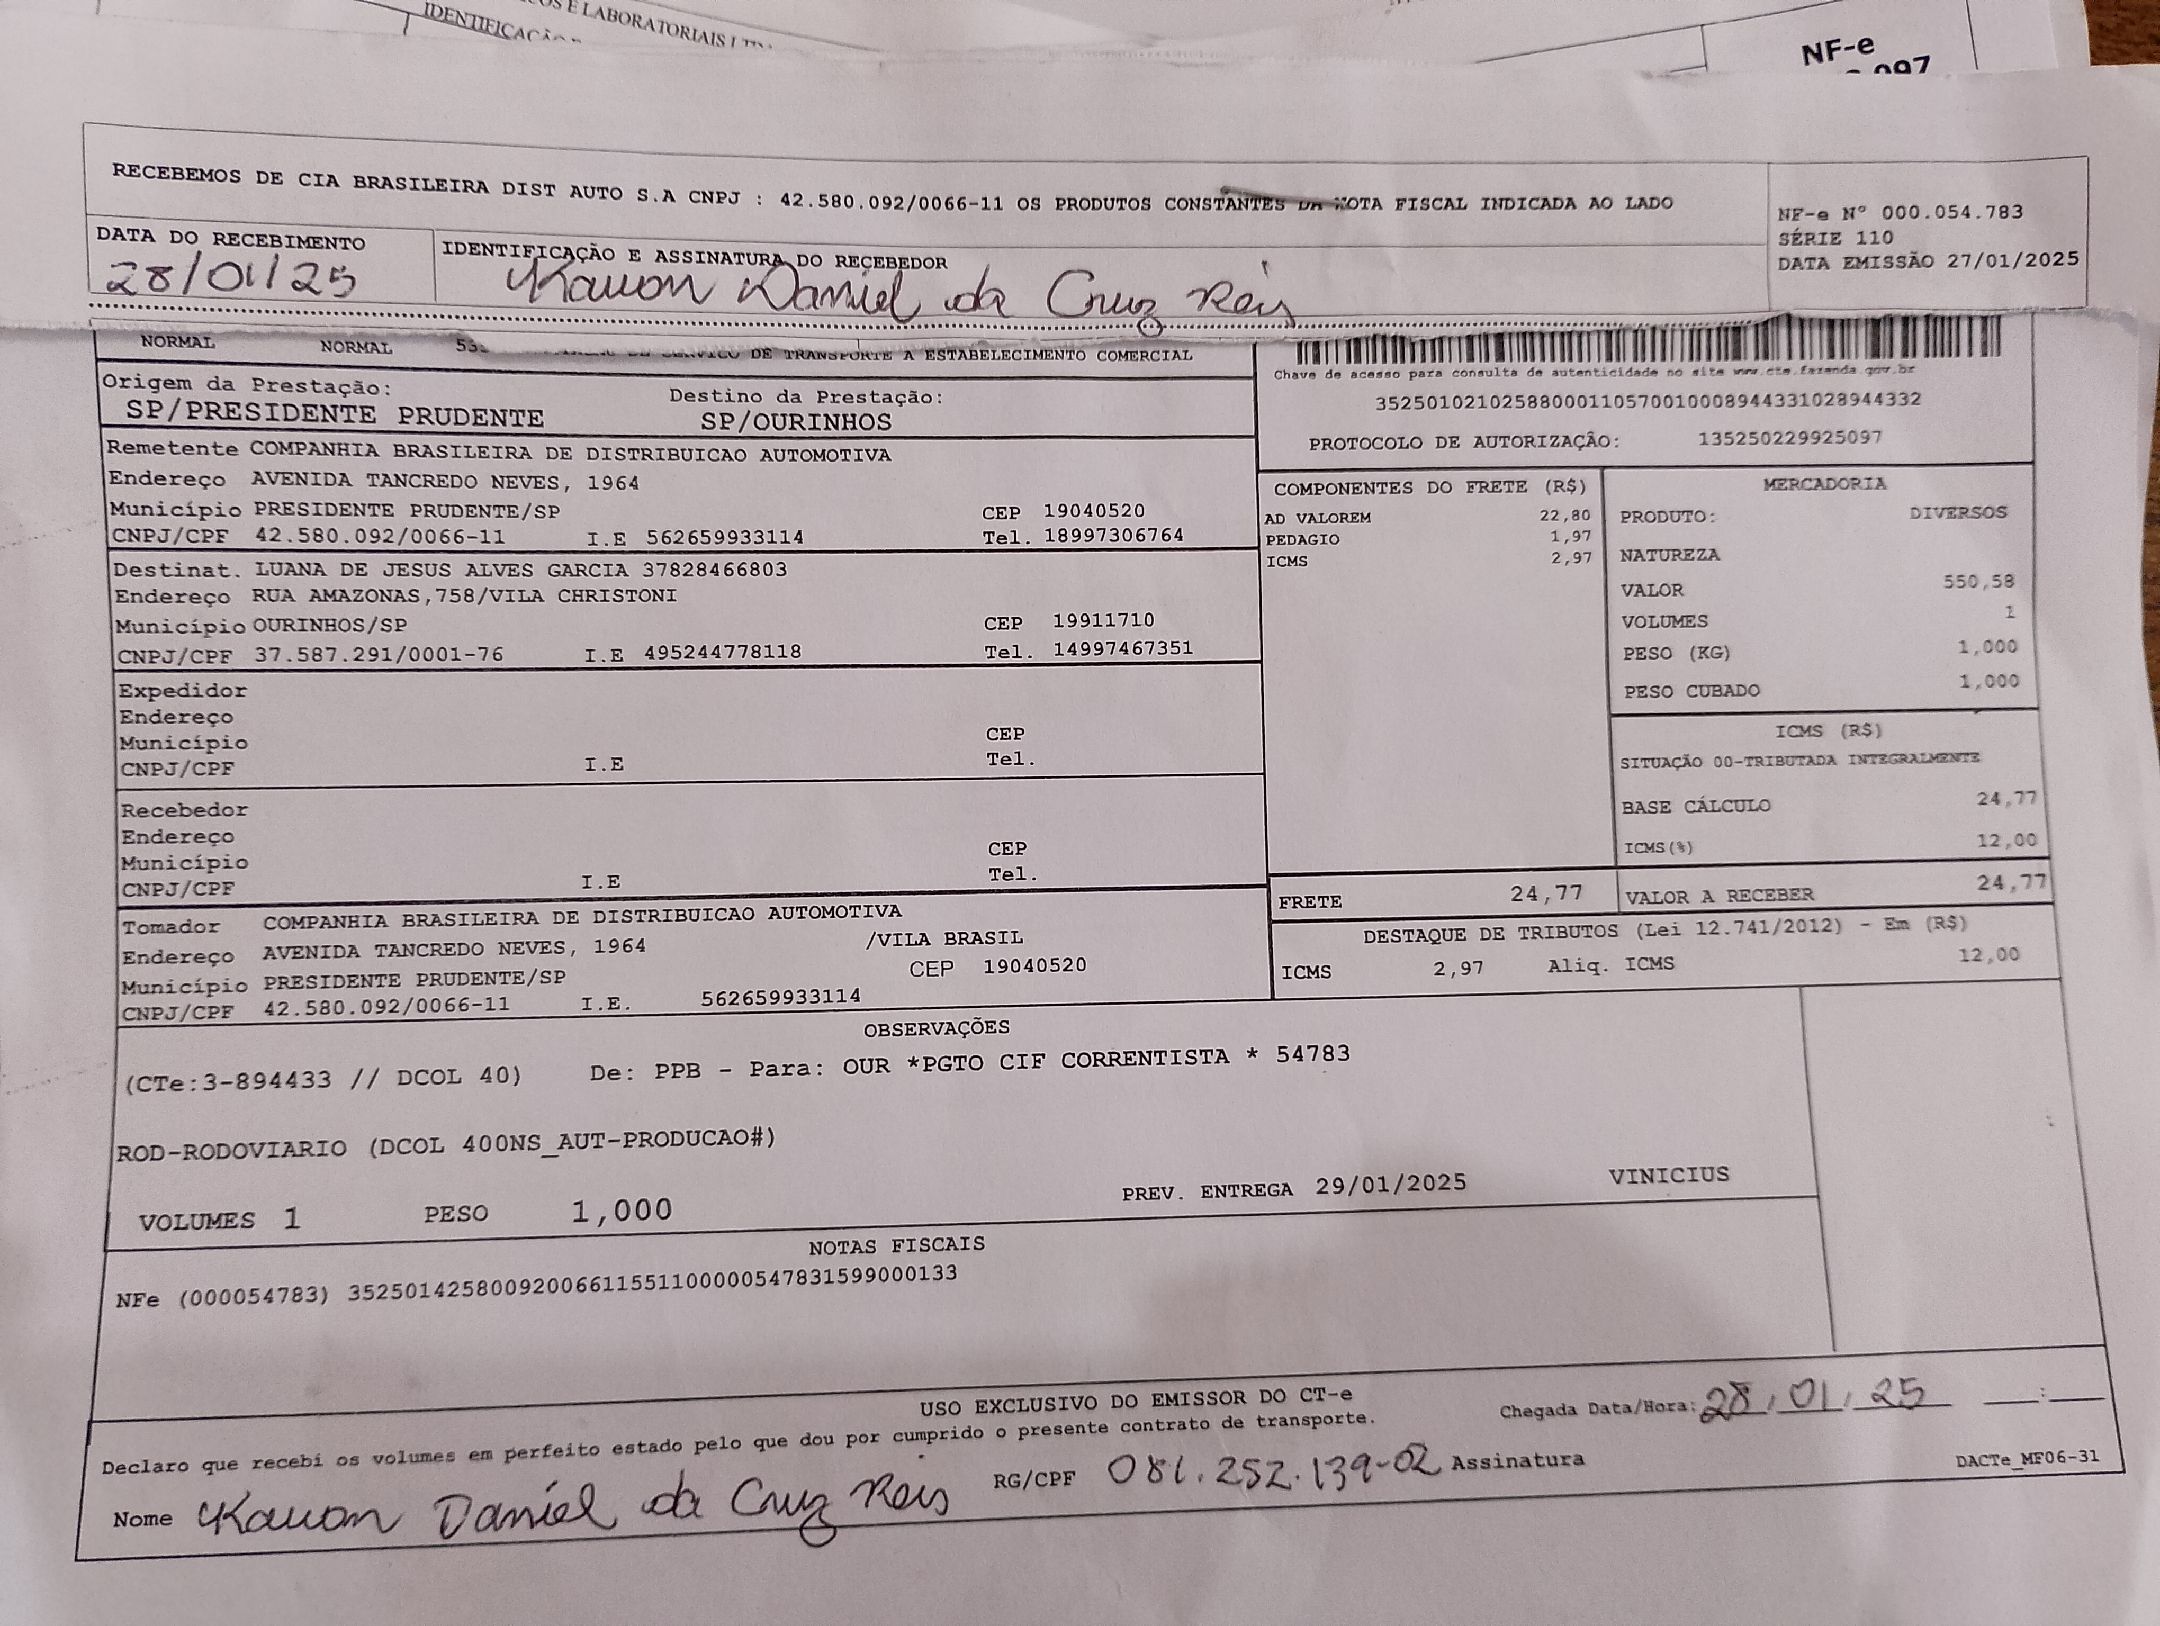 E LABORATORIAIS
IDENTIFICAÇÃO
NF-e
097
RECEBEMOS DE CIA BRASILEIRA DIST AUTO S.A CNPJ : 42.580.092/0066-11 OS PRODUTOS CONSTANTES DA NOTA FISCAL INDICADA AO LADO
NF-e Nº 000.054.783
SÉRIE 110
DATA EMISSÃO 27/01/2025
DATA DO RECEBIMENTO
28/01/25
IDENTIFICAÇÃO E ASSINATURA DO RECEBEDOR
Kauan Daniel da Cruz Reis
NORMAL NORMAL DE TRANSPORTE A ESTABELECIMENTO COMERCIAL
Origem da Prestação: Destino da Prestação:
SP/PRESIDENTE PRUDENTE SP/OURINHOS
Chave de acesso para consulta de autenticidade no site www.cte.fazenda.gov.br
35250102102588000110570010008944331028944332
PROTOCOLO DE AUTORIZAÇÃO: 135250229925097
Remetente COMPANHIA BRASILEIRA DE DISTRIBUICAO AUTOMOTIVA
Endereço AVENIDA TANCREDO NEVES, 1964
Município PRESIDENTE PRUDENTE/SP CEP 19040520
CNPJ/CPF 42.580.092/0066-11 I.E 562659933114 Tel. 18997306764
Destinat. LUANA DE JESUS ALVES GARCIA 37828466803
Endereço RUA AMAZONAS,758/VILA CHRISTONI
Município OURINHOS/SP CEP 19911710
CNPJ/CPF 37.587.291/0001-76 I.E 495244778118 Tel. 14997467351
Expedidor
Endereço
Município CEP
CNPJ/CPF I.E Tel.
Recebedor
Endereço
Município CEP
CNPJ/CPF I.E Tel.
Tomador COMPANHIA BRASILEIRA DE DISTRIBUICAO AUTOMOTIVA
Endereço AVENIDA TANCREDO NEVES, 1964 /VILA BRASIL
Município PRESIDENTE PRUDENTE/SP CEP 19040520
CNPJ/CPF 42.580.092/0066-11 I.E. 562659933114
COMPONENTES DO FRETE (R$)
AD VALOREM 22,80
PEDAGIO 1,97
ICMS 2,97
MERCADORIA
PRODUTO: DIVERSOS
NATUREZA
VALOR 550,58
VOLUMES 1
PESO (KG) 1,000
PESO CUBADO 1,000
ICMS (R$)
SITUAÇÃO 00-TRIBUTADA INTEGRALMENTE
BASE CÁLCULO 24,77
ICMS(%) 12,00
FRETE 24,77 VALOR A RECEBER 24,77
DESTAQUE DE TRIBUTOS (Lei 12.741/2012) - Em (R$)
ICMS 2,97 Aliq. ICMS 12,00
OBSERVAÇÕES
(CTe:3-894433 // DCOL 40) De: PPB - Para: OUR *PGTO CIF CORRENTISTA * 54783
ROD-RODOVIARIO (DCOL 400NS_AUT-PRODUCAO#)
VOLUMES 1 PESO 1,000 PREV. ENTREGA 29/01/2025 VINICIUS
NOTAS FISCAIS
NFe (000054783) 35250142580092006611551100000547831599000133
USO EXCLUSIVO DO EMISSOR DO CT-e
Declaro que recebi os volumes em perfeito estado pelo que dou por cumprido o presente contrato de transporte.
Chegada Data/Hora: 28/01/25 __:__
Nome Kauan Daniel da Cruz Reis RG/CPF 081.252.139-02 Assinatura
DACTe_MF06-31